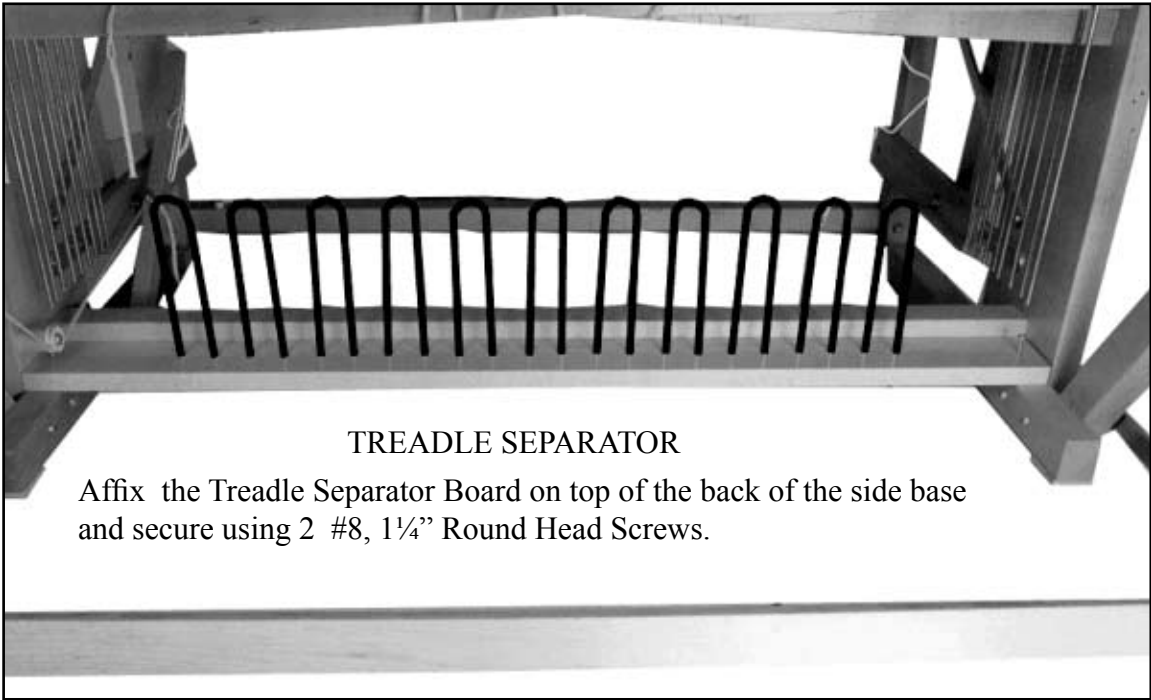 TREADLE SEPARATOR
Affix  the Treadle Separator Board on top of the back of the side base
and secure using 2  #8, 1¼” Round Head Screws.